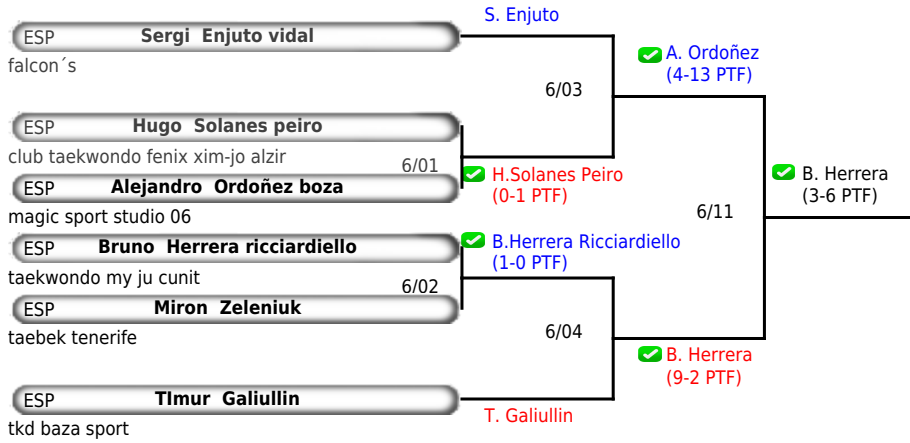 S. Enjuto
ESP Sergi Enjuto vidal
falcon´s
A. Ordoñez
(4-13 PTF)
6/03
ESP Hugo Solanes peiro
club taekwondo fenix xim-jo alzir
6/01
H.Solanes Peiro
(0-1 PTF)
ESP Alejandro Ordoñez boza
magic sport studio 06
B. Herrera
(3-6 PTF)
6/11
ESP Bruno Herrera ricciardiello
taekwondo my ju cunit
B.Herrera Ricciardiello
(1-0 PTF)
6/02
ESP Miron Zeleniuk
taebek tenerife
6/04
B. Herrera
(9-2 PTF)
ESP TImur Galiullin
tkd baza sport
T. Galiullin